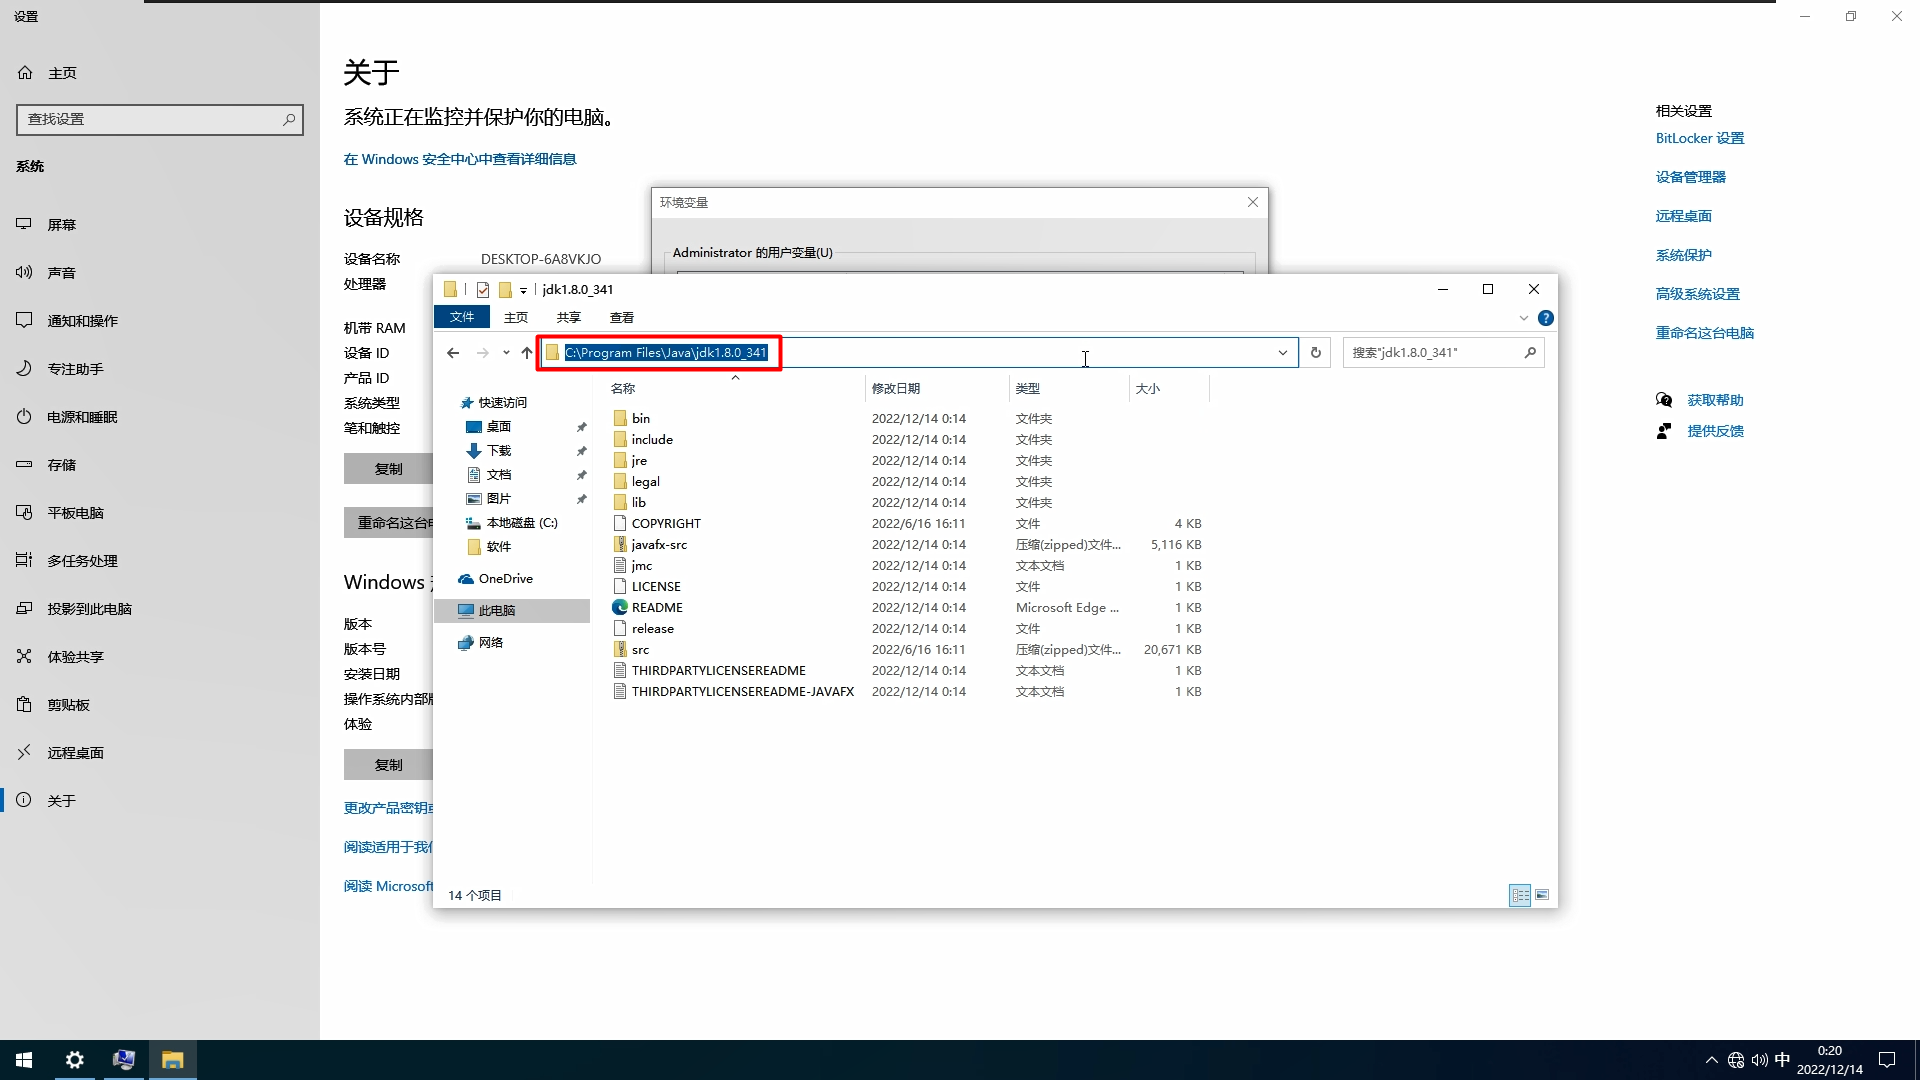 设置
主页
查找设置
系统
屏幕
声音
通知和操作
专注助手
电源和睡眠
存储
平板电脑
多任务处理
投影到此电脑
体验共享
剪贴板
远程桌面
关于
关于
系统正在监控并保护你的电脑。
在 Windows 安全中心中查看详细信息
设备规格
设备名称 DESKTOP-6A8VKJO
处理器
机带 RAM
设备 ID
产品 ID
系统类型
笔和触控
复制
重命名这台
Windows
版本
版本号
安装日期
操作系统内部
体验
复制
更改产品密钥
阅读适用于我
阅读 Microsoft
环境变量
Administrator 的用户变量(U)
jdk1.8.0_341
文件 主页 共享 查看
C:\Program Files\Java\jdk1.8.0_341
搜索"jdk1.8.0_341"
快速访问
桌面
下载
文档
图片
本地磁盘 (C:)
软件
OneDrive
此电脑
网络
名称 修改日期 类型 大小
bin 2022/12/14 0:14 文件夹
include 2022/12/14 0:14 文件夹
jre 2022/12/14 0:14 文件夹
legal 2022/12/14 0:14 文件夹
lib 2022/12/14 0:14 文件夹
COPYRIGHT 2022/6/16 16:11 文件 4 KB
javafx-src 2022/12/14 0:14 压缩(zipped)文件... 5,116 KB
jmc 2022/12/14 0:14 文本文档 1 KB
LICENSE 2022/12/14 0:14 文件 1 KB
README 2022/12/14 0:14 Microsoft Edge ... 1 KB
release 2022/12/14 0:14 文件 1 KB
src 2022/6/16 16:11 压缩(zipped)文件... 20,671 KB
THIRDPARTYLICENSEREADME 2022/12/14 0:14 文本文档 1 KB
THIRDPARTYLICENSEREADME-JAVAFX 2022/12/14 0:14 文本文档 1 KB
14 个项目
相关设置
BitLocker 设置
设备管理器
远程桌面
系统保护
高级系统设置
重命名这台电脑
获取帮助
提供反馈
中
0:20
2022/12/14